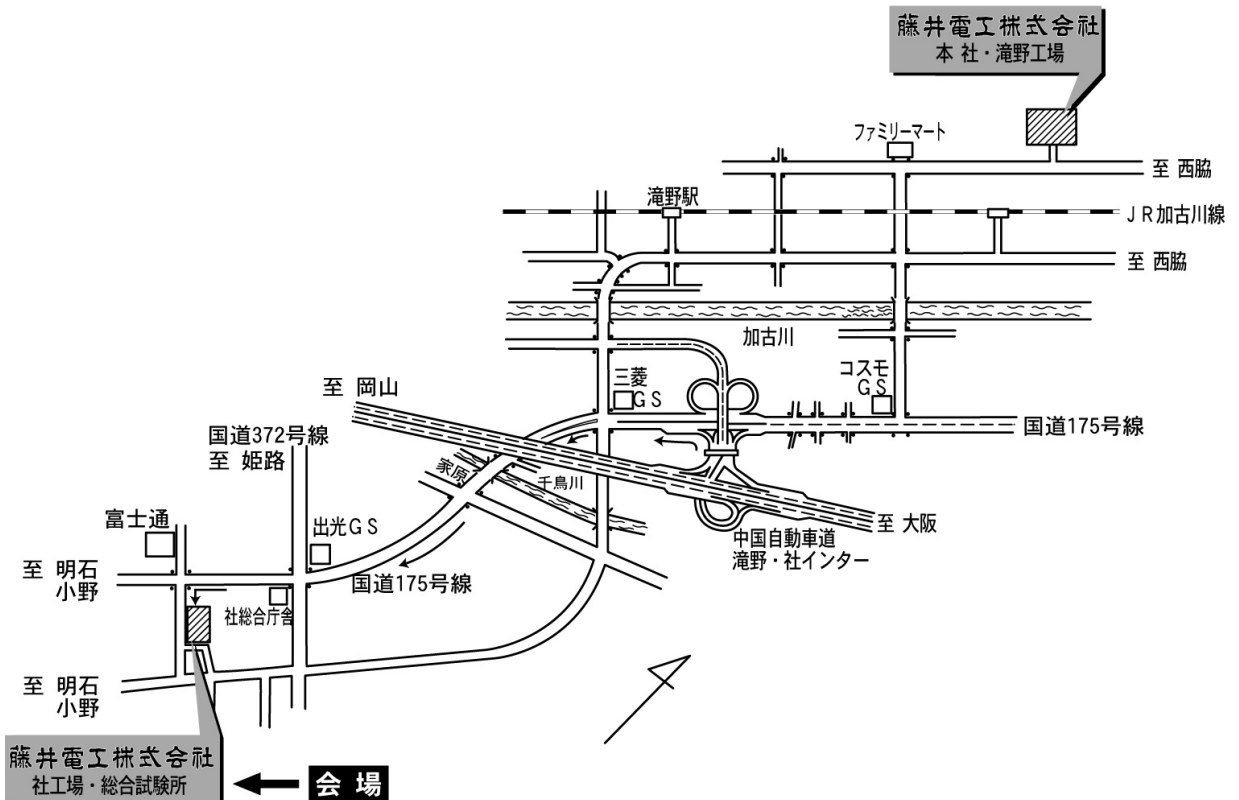 藤井電工株式会社
本 社・滝野工場
ファミリーマート
至 西脇
滝野駅
JR加古川線
至 西脇
加古川
コスモ
GS
三菱
GS
至 岡山
国道175号線
国道372号線
至 姫路
家原
千鳥川
至 大阪
中国自動車道
滝野・社インター
富士通
出光GS
至 明石
小野
国道175号線
社総合庁舎
至 明石
小野
藤井電工株式会社
社工場・総合試験所
会 場